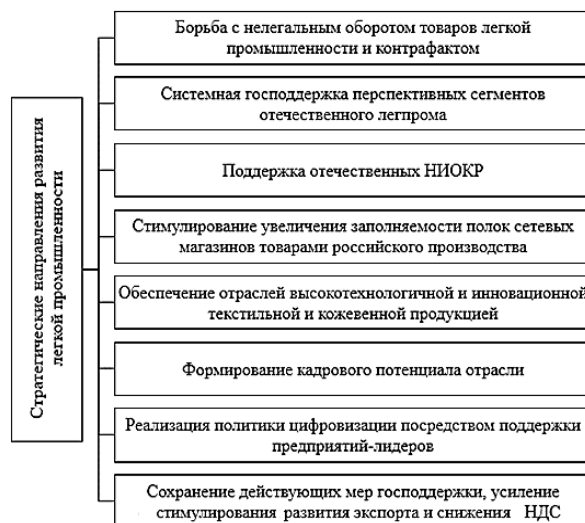 Стратегические направления развития
легкой промышленности
Борьба с нелегальным оборотом товаров легкой
промышленности и контрафактом
Системная господдержка перспективных сегментов
отечественного легпрома
Поддержка отечественных НИОКР
Стимулирование увеличения заполняемости полок сетевых
магазинов товарами российского производства
Обеспечение отраслей высокотехнологичной и инновационной
текстильной и кожевенной продукцией
Формирование кадрового потенциала отрасли
Реализация политики цифровизации посредством поддержки
предприятий-лидеров
Сохранение действующих мер господдержки, усиление
стимулирования развития экспорта и снижения НДС